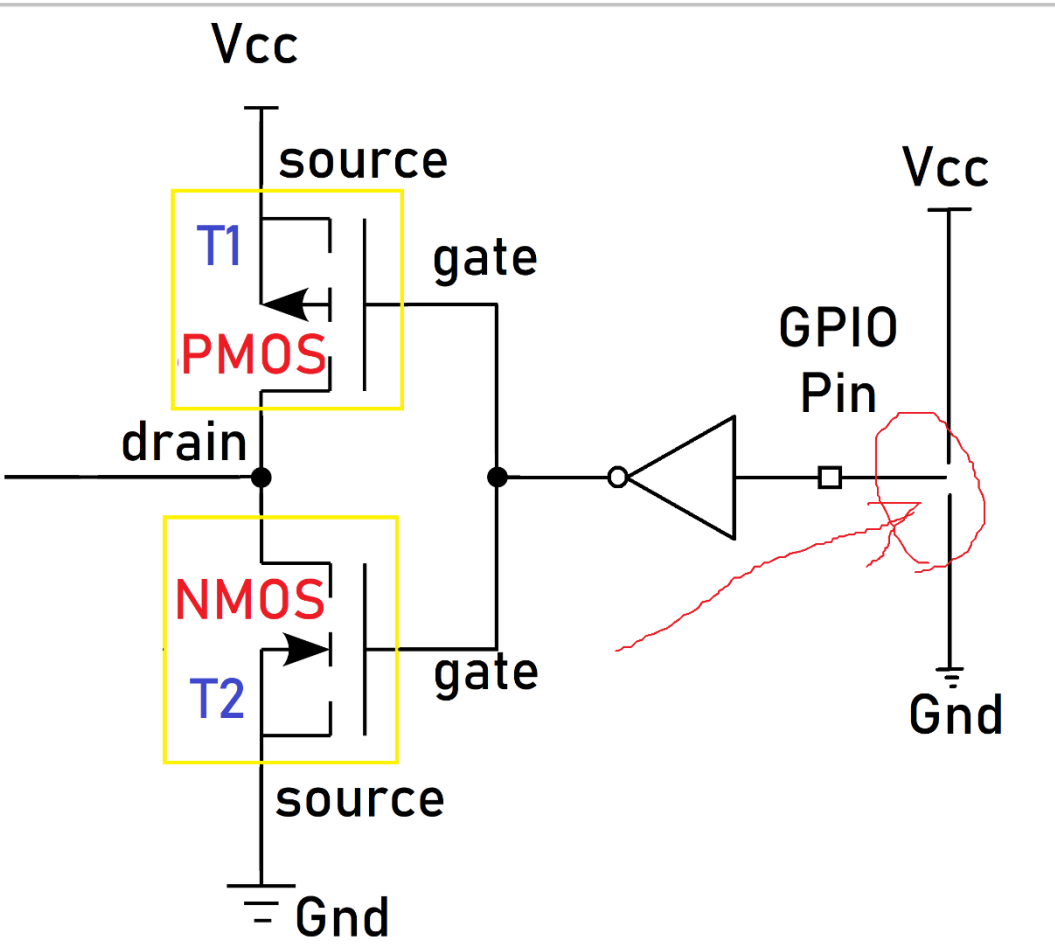 Vcc
source
T1
gate
PMOS
drain
NMOS
T2
gate
source
Gnd
Vcc
GPIO
Pin
Gnd